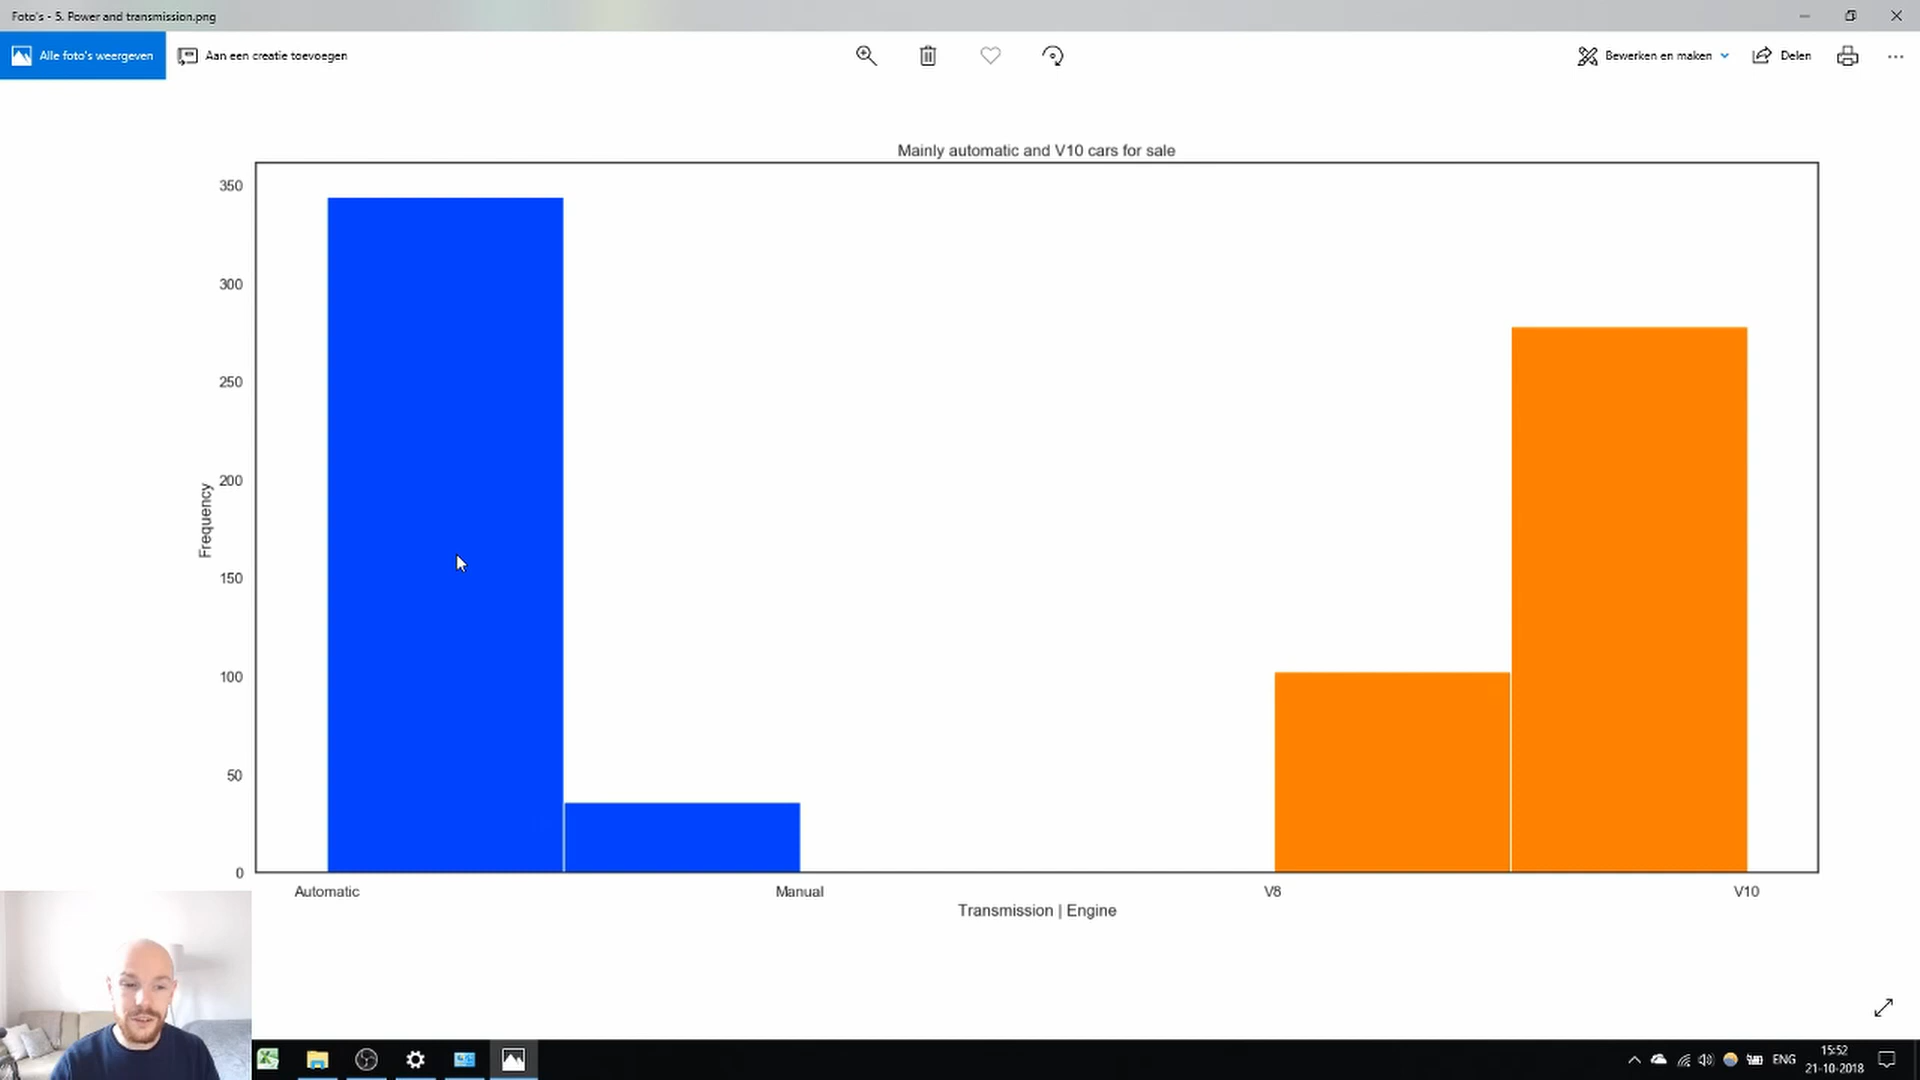 Foto's - 5. Power and transmission.png
Alle foto's weergeven
Aan een creatie toevoegen
Bewerken en maken
Delen
Mainly automatic and V10 cars for sale
350
300
250
200
150
100
50
0
Frequency
Automatic
Manual
V8
V10
Transmission | Engine
ENG
15:52
21-10-2018